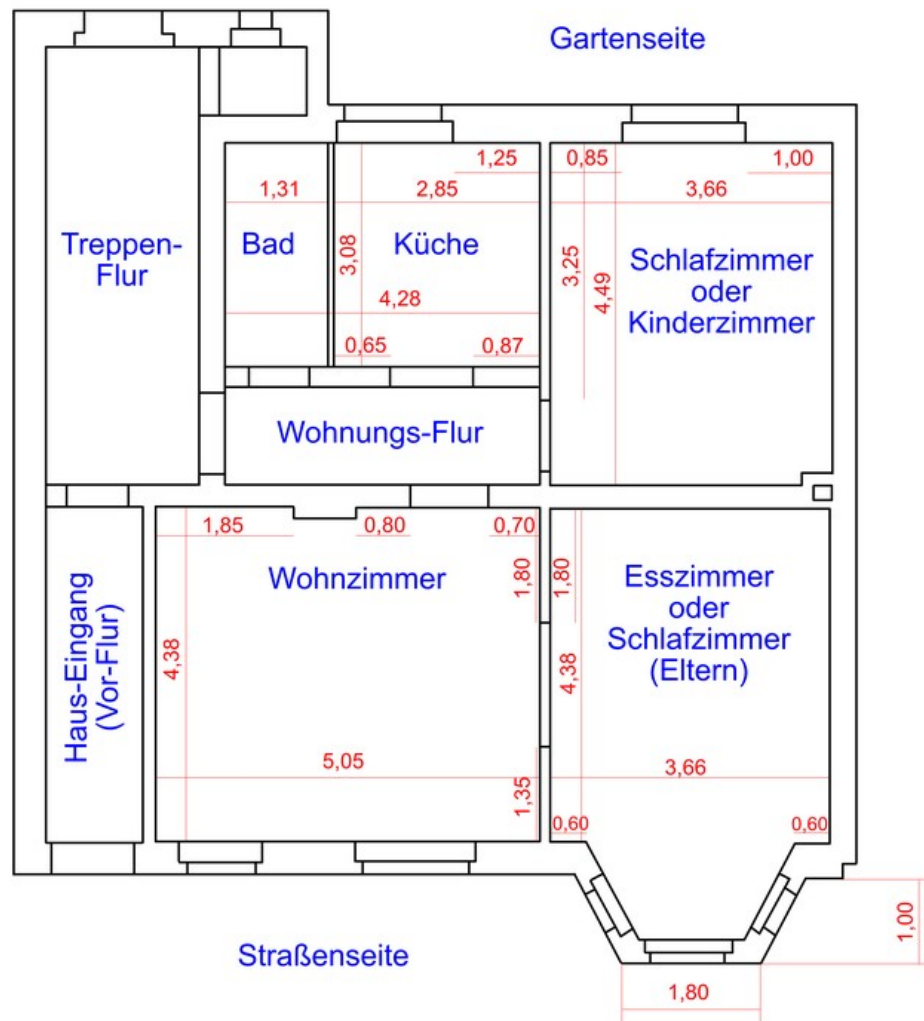 Gartenseite
1,25
0,85
1,00
1,31
2,85
3,66
Treppen-
Flur
Bad
Küche
3,08
3,25
4,49
Schlafzimmer
oder
Kinderzimmer
4,28
0,65
0,87
Wohnungs-Flur
1,85
0,80
0,70
Wohnzimmer
1,80
1,80
Esszimmer
oder
Schlafzimmer
(Eltern)
Haus-Eingang
(Vor-Flur)
4,38
4,38
5,05
3,66
1,35
0,60
0,60
Straßenseite
1,00
1,80